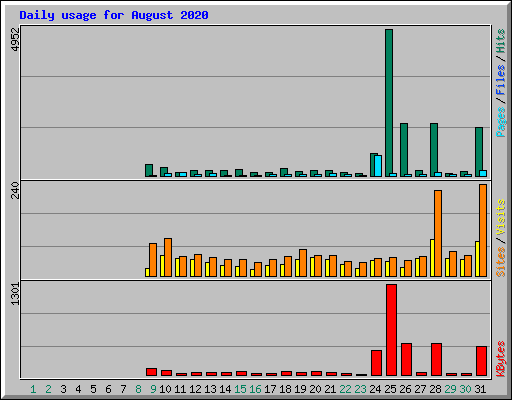 Daily usage for August 2020
4952
240
1301
Pages / Files / Hits
Sites / Visits
KBytes
1 2 3 4 5 6 7 8 9 10 11 12 13 14 15 16 17 18 19 20 21 22 23 24 25 26 27 28 29 30 31